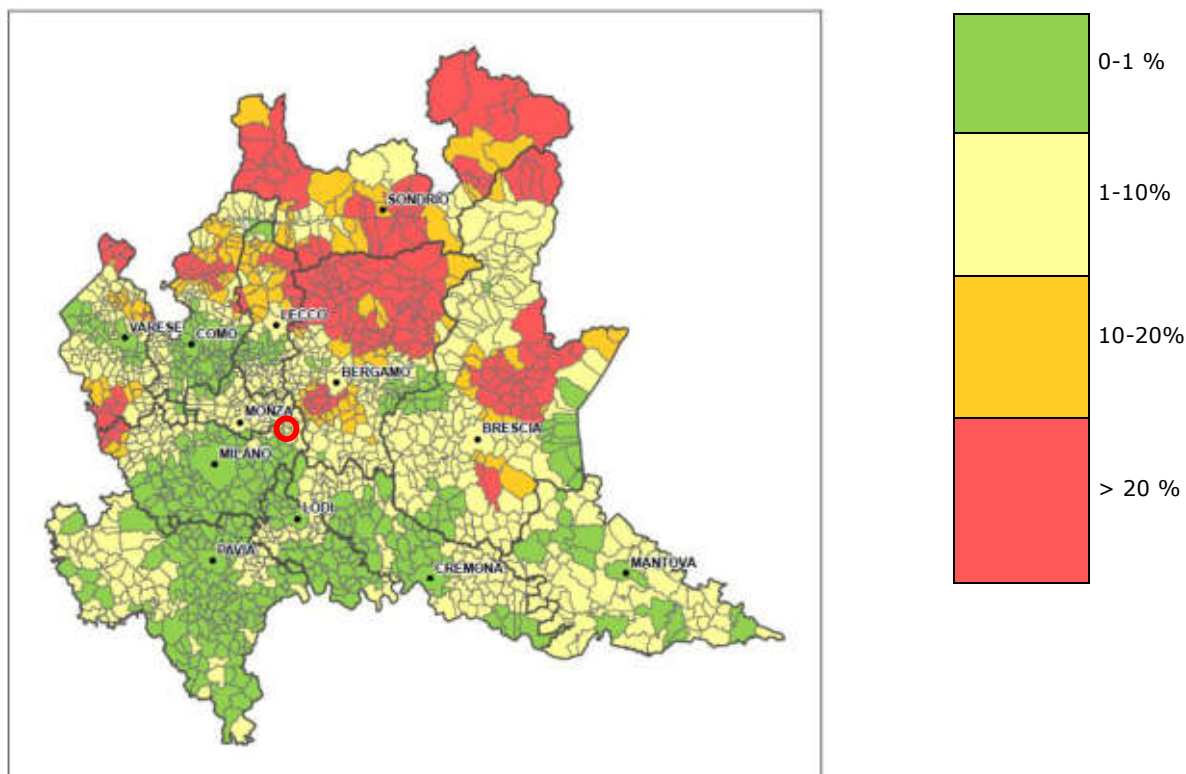 0-1 %
1-10%
10-20%
> 20 %
SONDRIO
LECCO
VARESE
COMO
BERGAMO
MONZA
BRESCIA
MILANO
LODI
PAVIA
CREMONA
MANTOVA